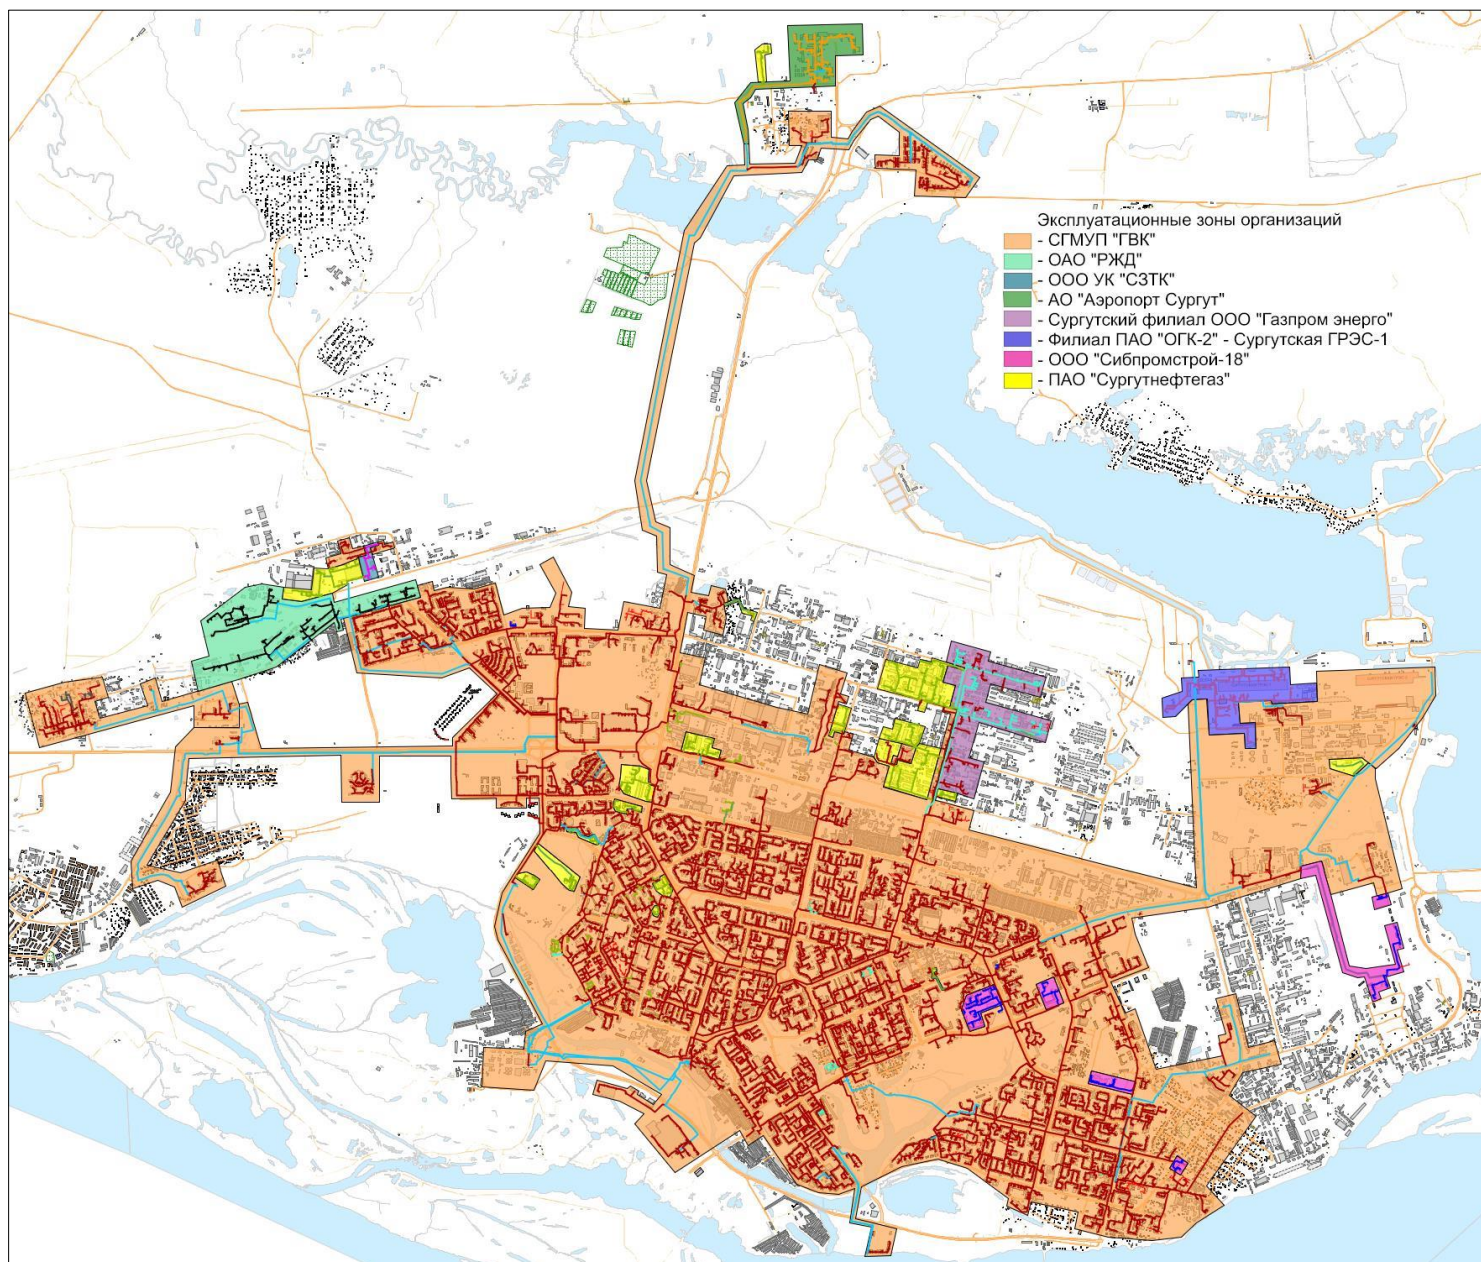 Эксплуатационные зоны организаций
- СГМУП "ГВК"
- ОАО "РЖД"
- ООО УК "СЗТК"
- АО "Аэропорт Сургут"
- Сургутский филиал ООО "Газпром энерго"
- Филиал ПАО "ОГК-2" - Сургутская ГРЭС-1
- ООО "Сибпромстрой-18"
- ПАО "Сургутнефтегаз"